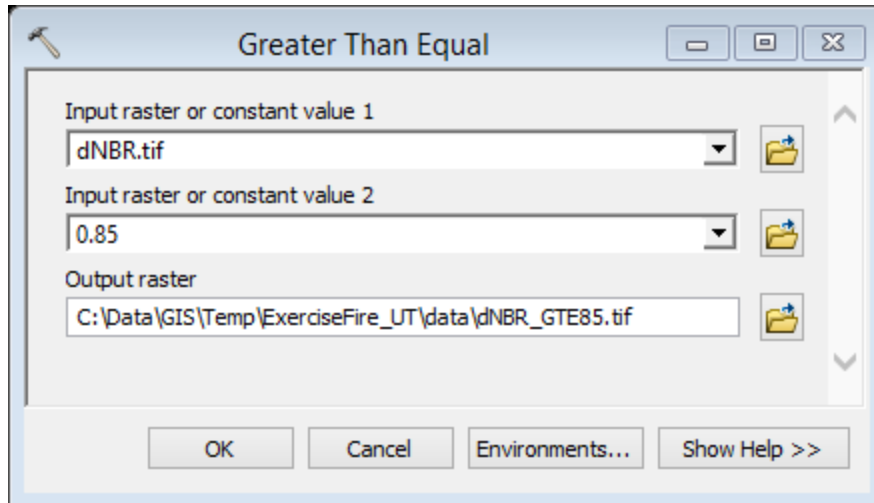 Greater Than Equal
Input raster or constant value 1
dNBR.tif
Input raster or constant value 2
0.85
Output raster
C:\Data\GIS\Temp\ExerciseFire_UT\data\dNBR_GTE85.tif
OK Cancel Environments... Show Help >>